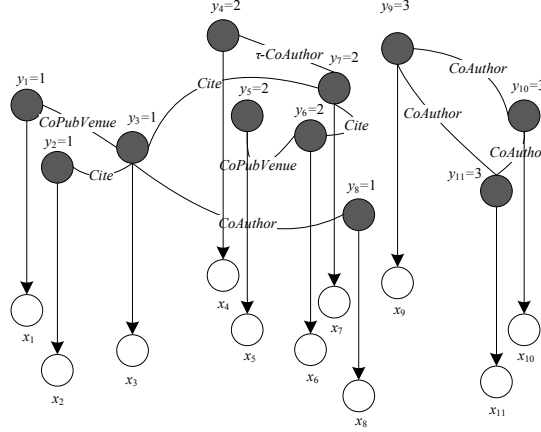 y4=2
y9=3
τ-CoAuthor
y7=2
CoAuthor
y1=1
Cite
y5=2
y10=3
CoPubVenue
y3=1
y6=2
CoAuthor
y2=1
Cite
CoAuthor
CoPubVenue
Cite
y11=3
y8=1
CoAuthor
x4
x9
x7
x1
x5
x10
x3
x6
x2
x11
x8